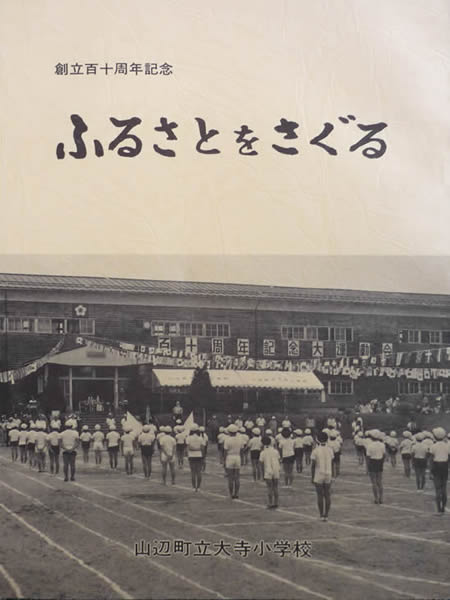 創立百十周年記念
ふるさとをさぐる
百十周年記念大運動会
山辺町立大寺小学校